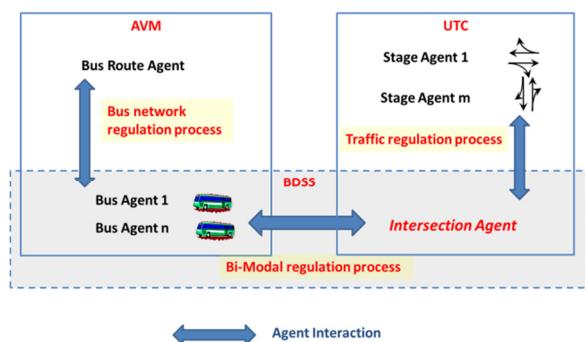 AVM
UTC
Bus Route Agent
Stage Agent 1
Stage Agent m
Bus network
regulation process
Traffic regulation process
BDSS
Bus Agent 1
Bus Agent n
Intersection Agent
Bi-Modal regulation process
Agent Interaction